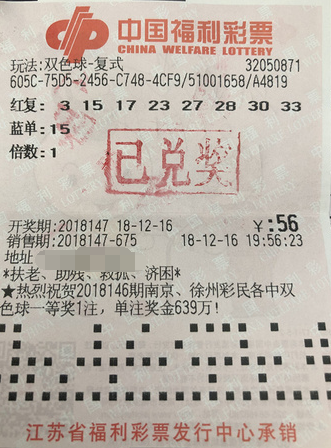 中国福利彩票
CHINA WELFARE LOTTERY
玩法:双色球-复式 32050871
605C-75D5-2456-C748-4CF9/51001658/A4819
红复: 3 15 17 23 27 28 30 33
蓝单:15
倍数:1
已兑奖
开奖期:2018147 18-12-16 ¥:56
销售期:2018147-675 18-12-16 19:56:23
地址
*扶老、助残、救孤、济困*
★热烈祝贺2018146期南京、徐州彩民各中双
色球一等奖1注，单注奖金639万!
江苏省福利彩票发行中心承销